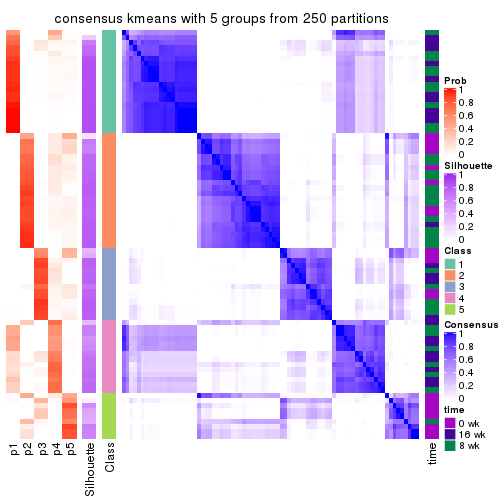 consensus kmeans with 5 groups from 250 partitions
p1
p2
p3
p4
p5
Silhouette
Class
time
Prob
1
0.8
0.6
0.4
0.2
0
Silhouette
1
0.8
0.6
0.4
0.2
0
Class
1
2
3
4
5
Consensus
1
0.8
0.6
0.4
0.2
0
time
0 wk
16 wk
8 wk